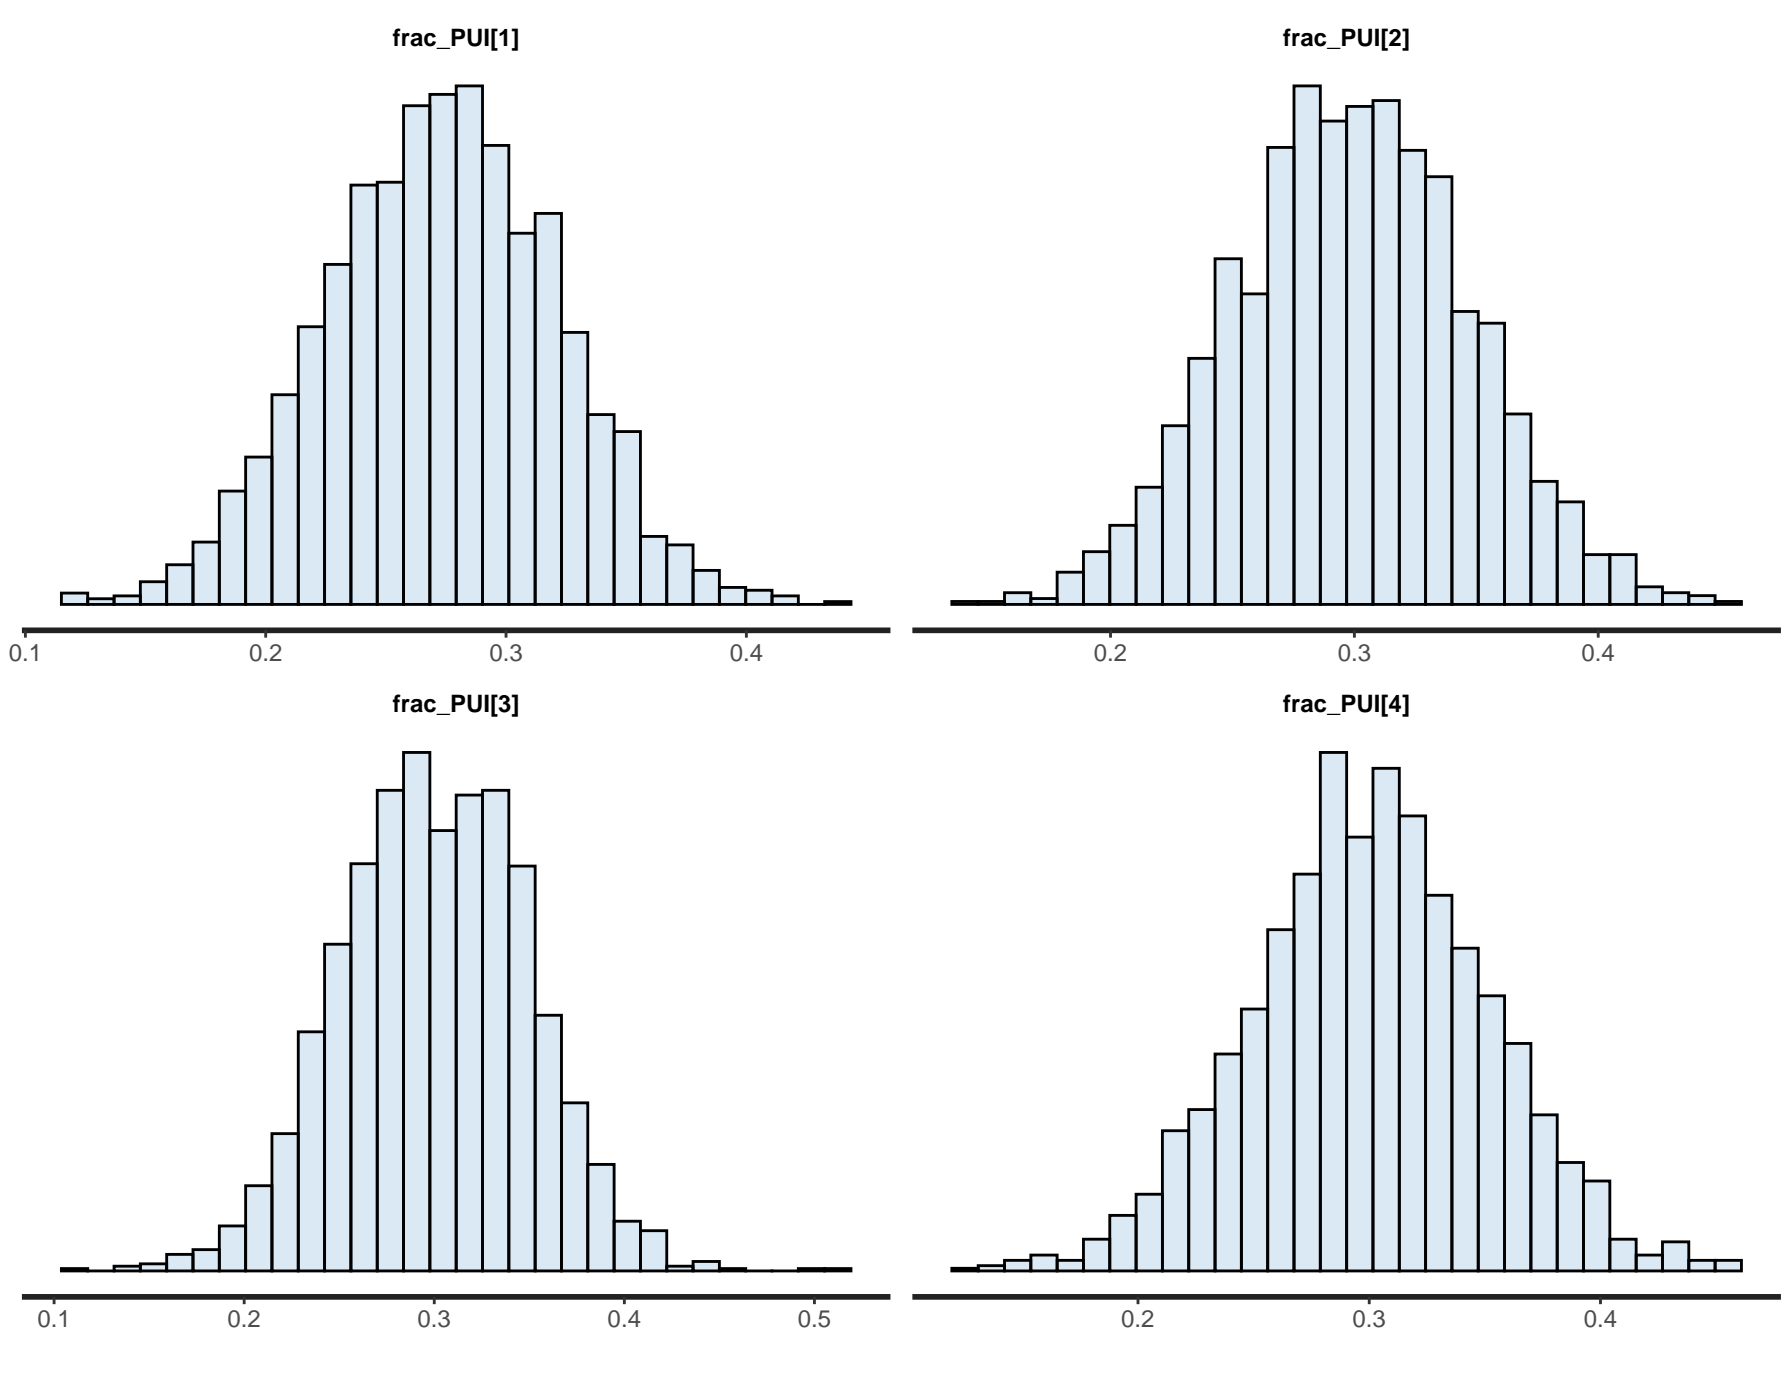 frac_PUI[1] frac_PUI[2]
0.1 0.2 0.3 0.4 0.2 0.3 0.4
frac_PUI[3] frac_PUI[4]
0.1 0.2 0.3 0.4 0.5 0.2 0.3 0.4